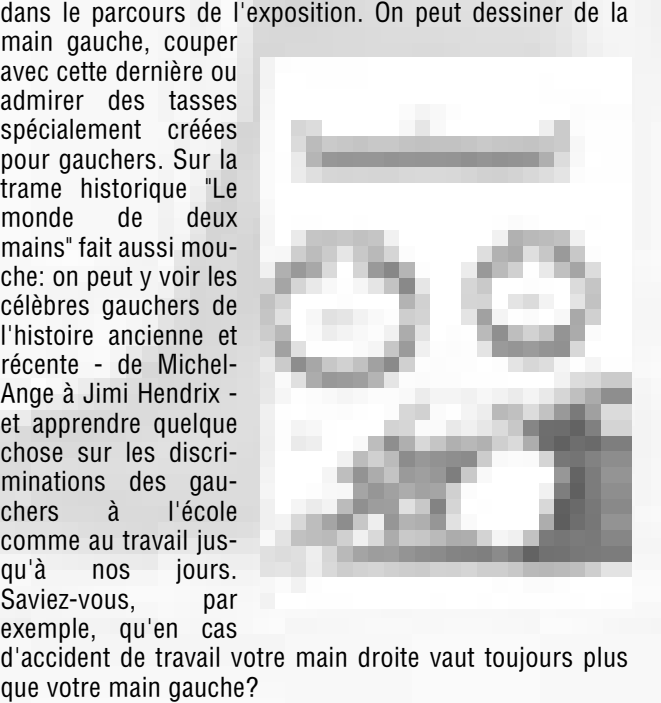 dans le parcours de l'exposition. On peut dessiner de la
main gauche, couper
avec cette dernière ou
admirer des tasses
spécialement créées
pour gauchers. Sur la
trame historique "Le
monde de deux
mains" fait aussi mou-
che: on peut y voir les
célèbres gauchers de
l'histoire ancienne et
récente - de Michel-
Ange à Jimi Hendrix -
et apprendre quelque
chose sur les discri-
minations des gau-
chers à l'école
comme au travail jus-
qu'à nos jours.
Saviez-vous, par
exemple, qu'en cas
d'accident de travail votre main droite vaut toujours plus
que votre main gauche?